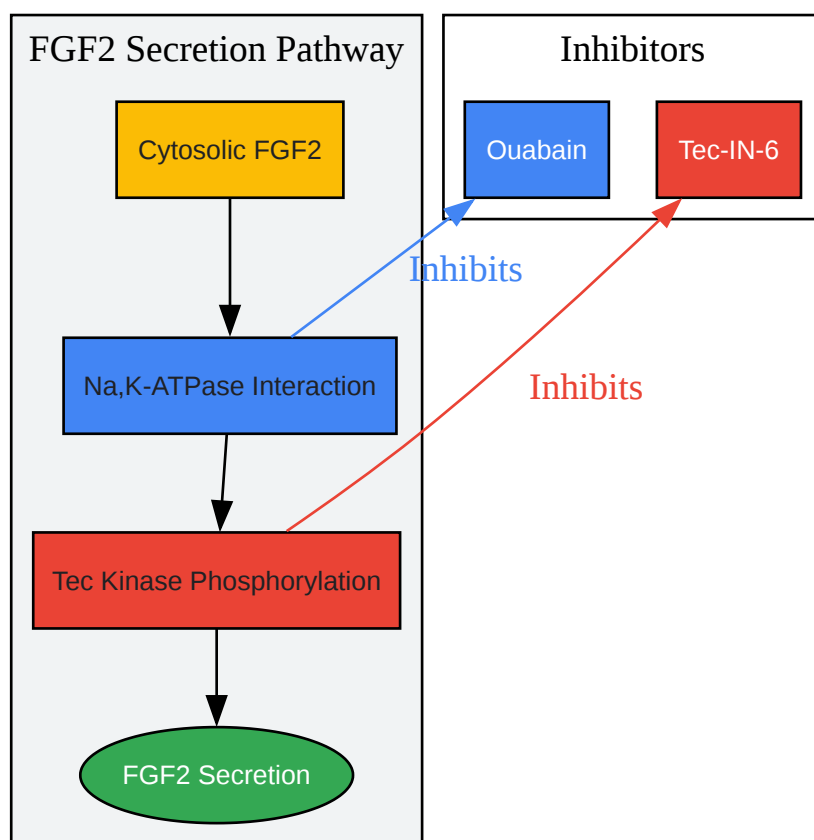 FGF2 Secretion Pathway
Inhibitors
Cytosolic FGF2
Ouabain
Tec-IN-6
Inhibits
Na,K-ATPase Interaction
Inhibits
Tec Kinase Phosphorylation
FGF2 Secretion